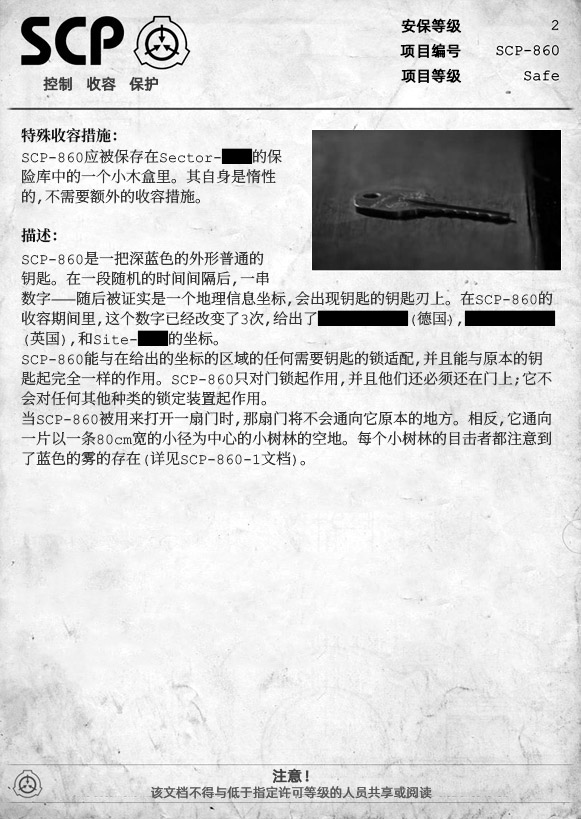 SCP
控制 收容 保护
安保等级 2
项目编号 SCP-860
项目等级 Safe
特殊收容措施：
SCP-860应被保存在Sector-的保
险库中的一个小木盒里。其自身是惰性
的，不需要额外的收容措施。
描述：
SCP-860是一把深蓝色的外形普通的
钥匙。在一段随机的时间间隔后，一串
数字——随后被证实是一个地理信息坐标，会出现钥匙的钥匙刃上。在SCP-860的
收容期间里，这个数字已经改变了3次，给出了(德国)，
(英国)，和Site-的坐标。
SCP-860能与在给出的坐标的区域的任何需要钥匙的锁适配，并且能与原本的钥
匙起完全一样的作用。SCP-860只对门锁起作用，并且他们还必须还在门上；它不
会对任何其他种类的锁定装置起作用。
当SCP-860被用来打开一扇门时，那扇门将不会通向它原本的地方。相反，它通向
一片以一条80cm宽的小径为中心的小树林的空地。每个小树林的目击者都注意到
了蓝色的雾的存在(详见SCP-860-1文档)。
注意！
该文档不得与低于指定许可等级的人员共享或阅读